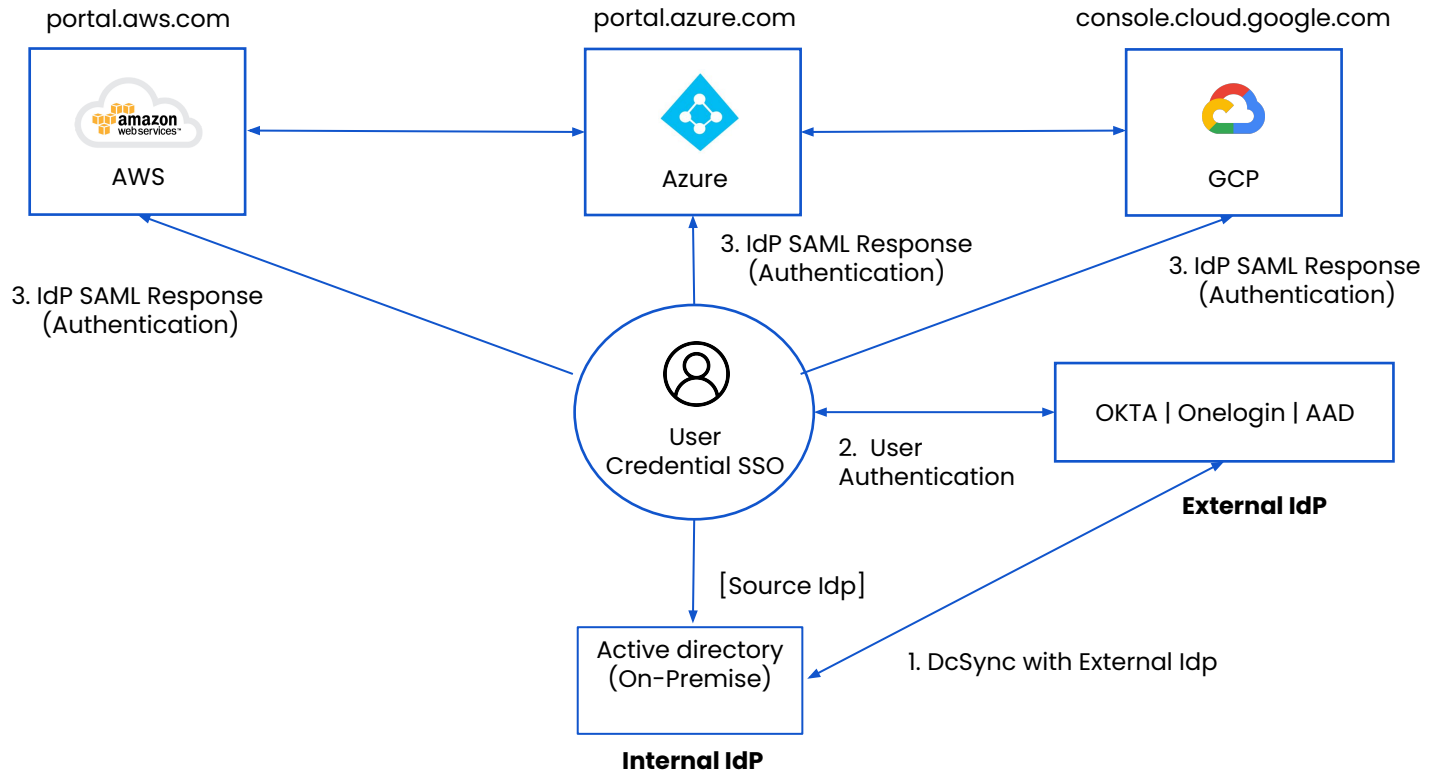 portal.aws.com
portal.azure.com
console.cloud.google.com
amazon
webservices™
AWS
Azure
GCP
3. IdP SAML Response
(Authentication)
3. IdP SAML Response
(Authentication)
3. IdP SAML Response
(Authentication)
User
Credential SSO
2. User
Authentication
OKTA | Onelogin | AAD
External IdP
[Source Idp]
Active directory
(On-Premise)
1. DcSync with External Idp
Internal IdP